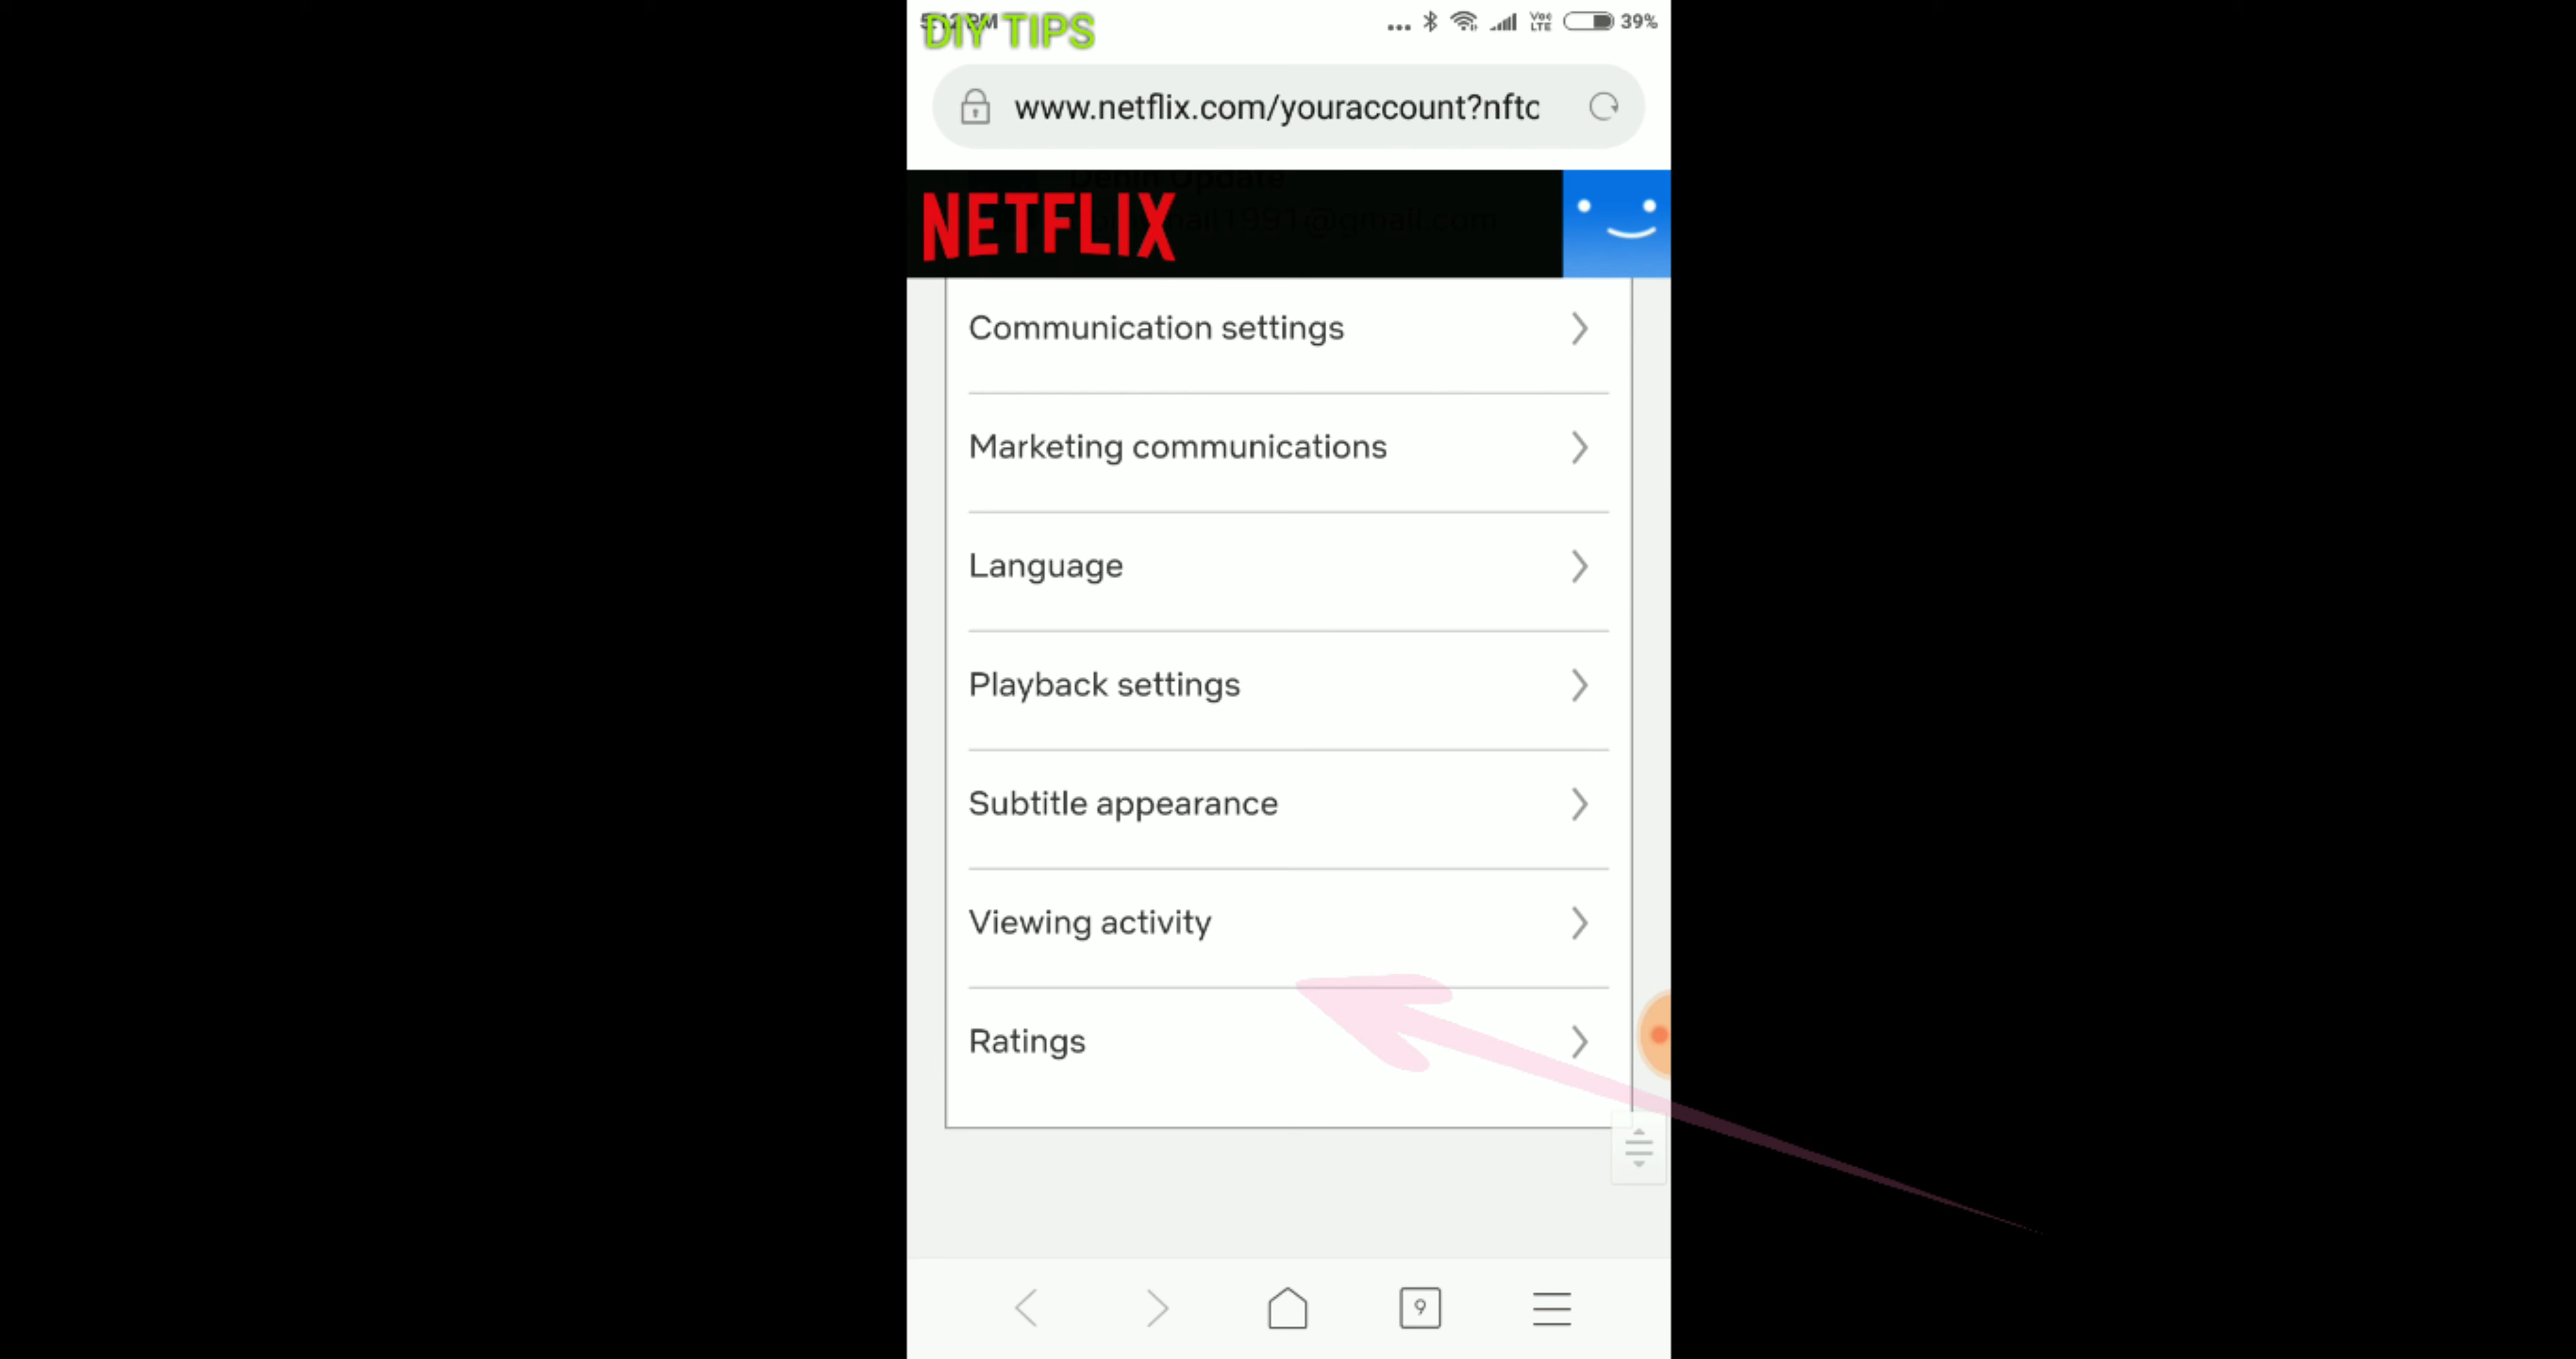 DIY TIPS
39%
www.netflix.com/youraccount?nftc
NETFLIX
Communication settings
Marketing communications
Language
Playback settings
Subtitle appearance
Viewing activity
Ratings
9